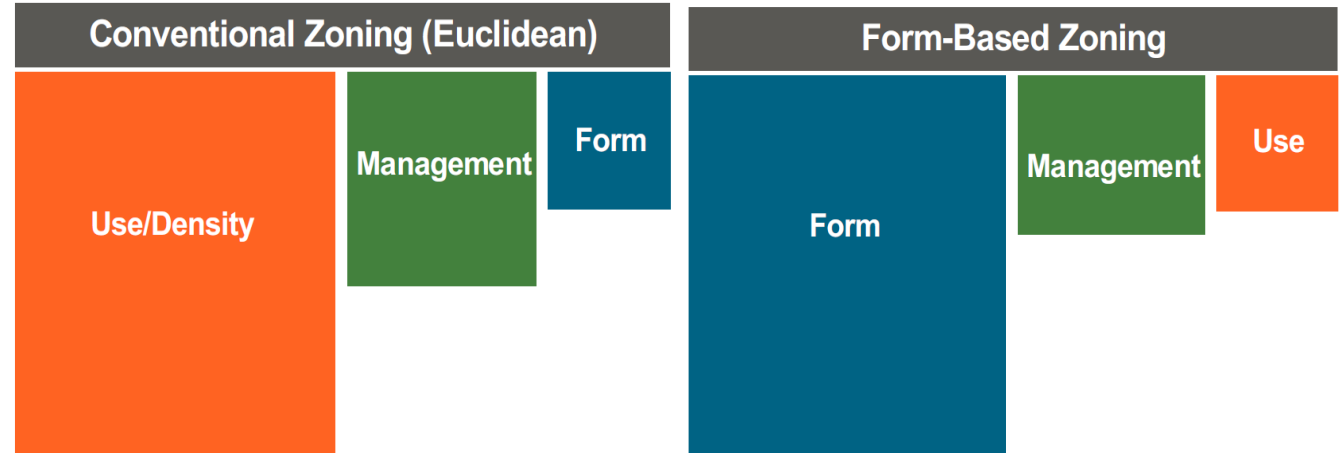 Conventional Zoning (Euclidean)
Use/Density
Management
Form
Form-Based Zoning
Form
Management
Use